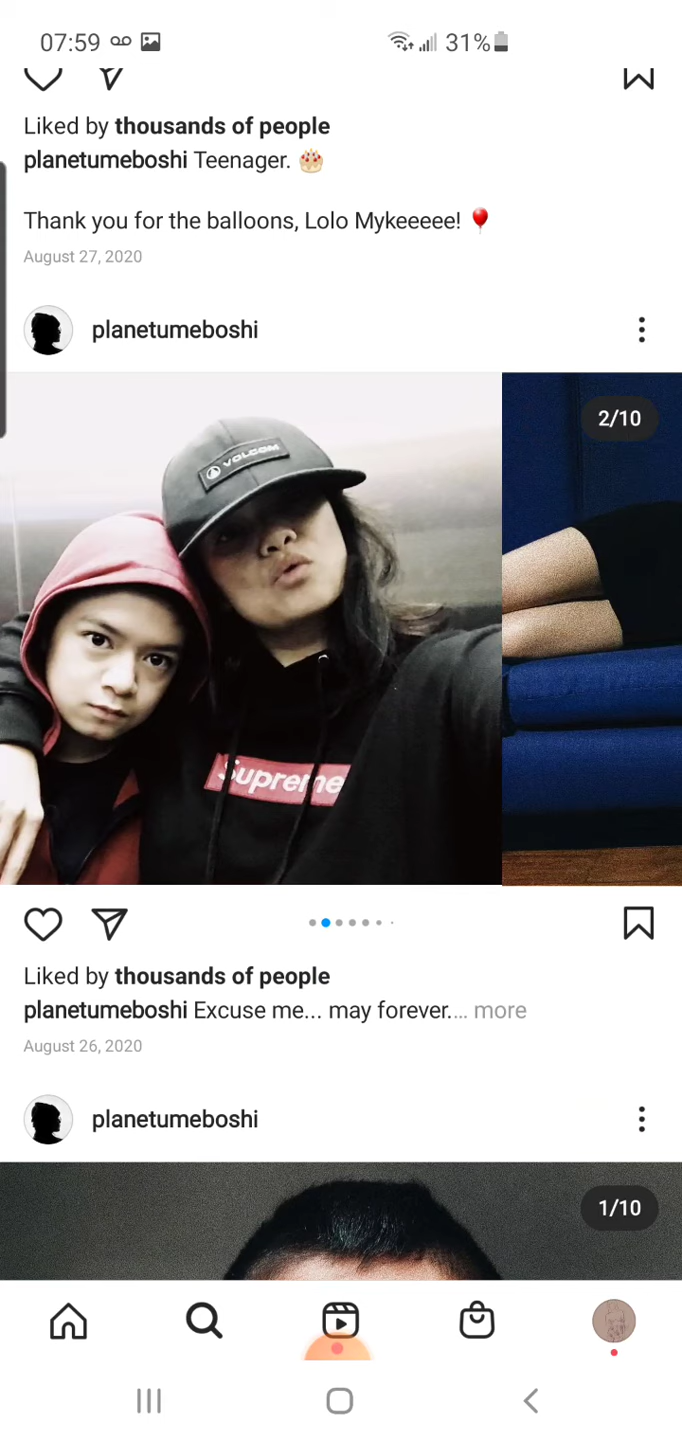 07:59
31%
Liked by thousands of people
planetumeboshi Teenager. 🎂
Thank you for the balloons, Lolo Mykeeeee! 🎈
August 27, 2020
planetumeboshi
2/10
VOLCOM
Supreme
Liked by thousands of people
planetumeboshi Excuse me... may forever.... more
August 26, 2020
planetumeboshi
1/10